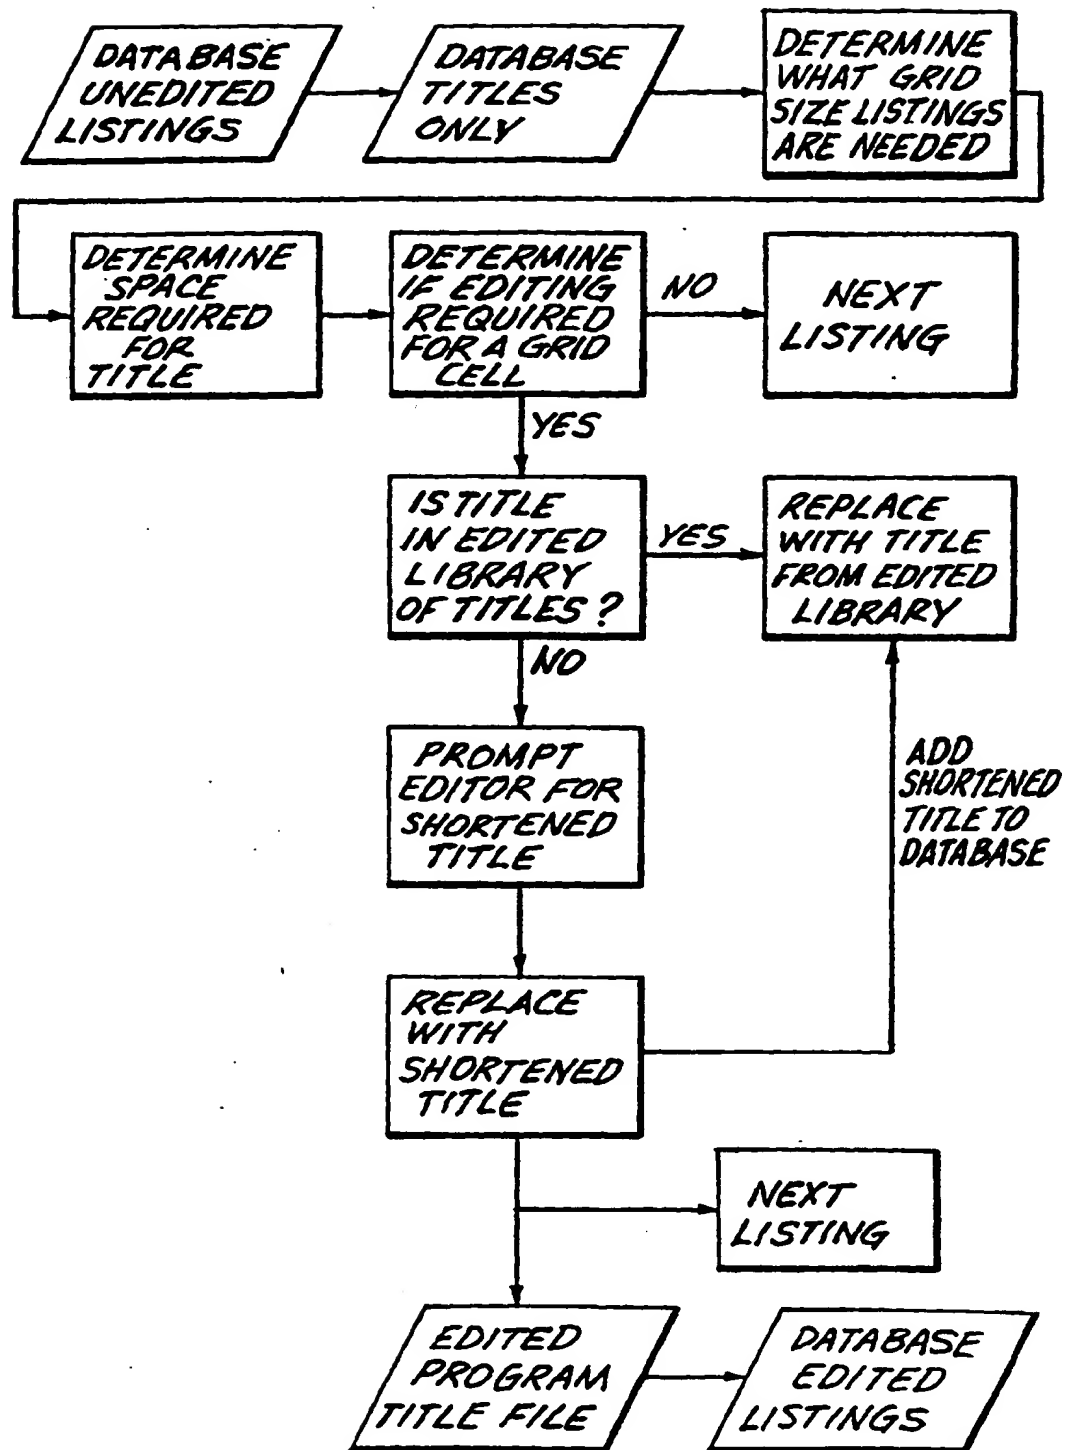 DATABASE
UNEDITED
LISTINGS
DATABASE
TITLES
ONLY
DETERMINE
WHAT GRID
SIZE LISTINGS
ARE NEEDED
DETERMINE
SPACE
REQUIRED
FOR
TITLE
DETERMINE
IF EDITING
REQUIRED
FOR A GRID
CELL
NO
NEXT
LISTING
YES
IS TITLE
IN EDITED
LIBRARY
OF TITLES?
YES
REPLACE
WITH TITLE
FROM EDITED
LIBRARY
NO
PROMPT
EDITOR FOR
SHORTENED
TITLE
ADD
SHORTENED
TITLE TO
DATABASE
REPLACE
WITH
SHORTENED
TITLE
NEXT
LISTING
EDITED
PROGRAM
TITLE FILE
DATABASE
EDITED
LISTINGS